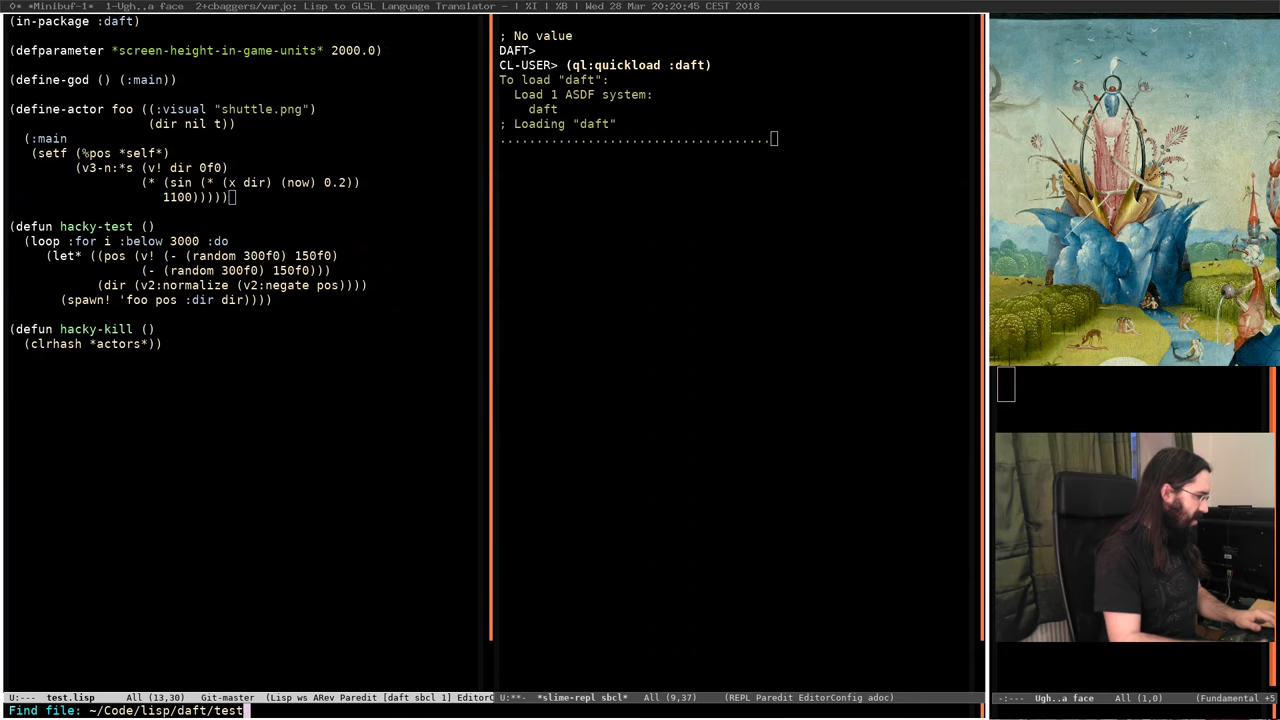 0* *Minibuf-1*  1-Ugh..a face  2+cbaggers/varjo: Lisp to GLSL Language Translator - | %I | %B | Wed 28 Mar 20:20:45 CEST 2018
(in-package :daft)
(defparameter *screen-height-in-game-units* 2000.0)
(define-god () (:main))
(define-actor foo ((:visual "shuttle.png")
(dir nil t))
(:main
(setf (%pos *self*)
(v3-n:*s (v! dir 0f0)
(* (sin (* (x dir) (now) 0.2))
1100)))))
(defun hacky-test ()
(loop :for i :below 3000 :do
(let* ((pos (v! (- (random 300f0) 150f0)
(- (random 300f0) 150f0)))
(dir (v2:normalize (v2:negate pos))))
(spawn! 'foo pos :dir dir))))
(defun hacky-kill ()
(clrhash *actors*))
U:---  test.lisp      All (13,30)    Git-master  (Lisp ws ARev Paredit [daft sbcl 1] EditorC
Find file: ~/Code/lisp/daft/test
; No value
DAFT>
CL-USER> (ql:quickload :daft)
To load "daft":
Load 1 ASDF system:
daft
; Loading "daft"
.....................................
U:**-  *slime-repl sbcl*   All (9,37)     (REPL Paredit EditorConfig adoc)
-:---  Ugh..a face    All (1,0)     (Fundamental +5